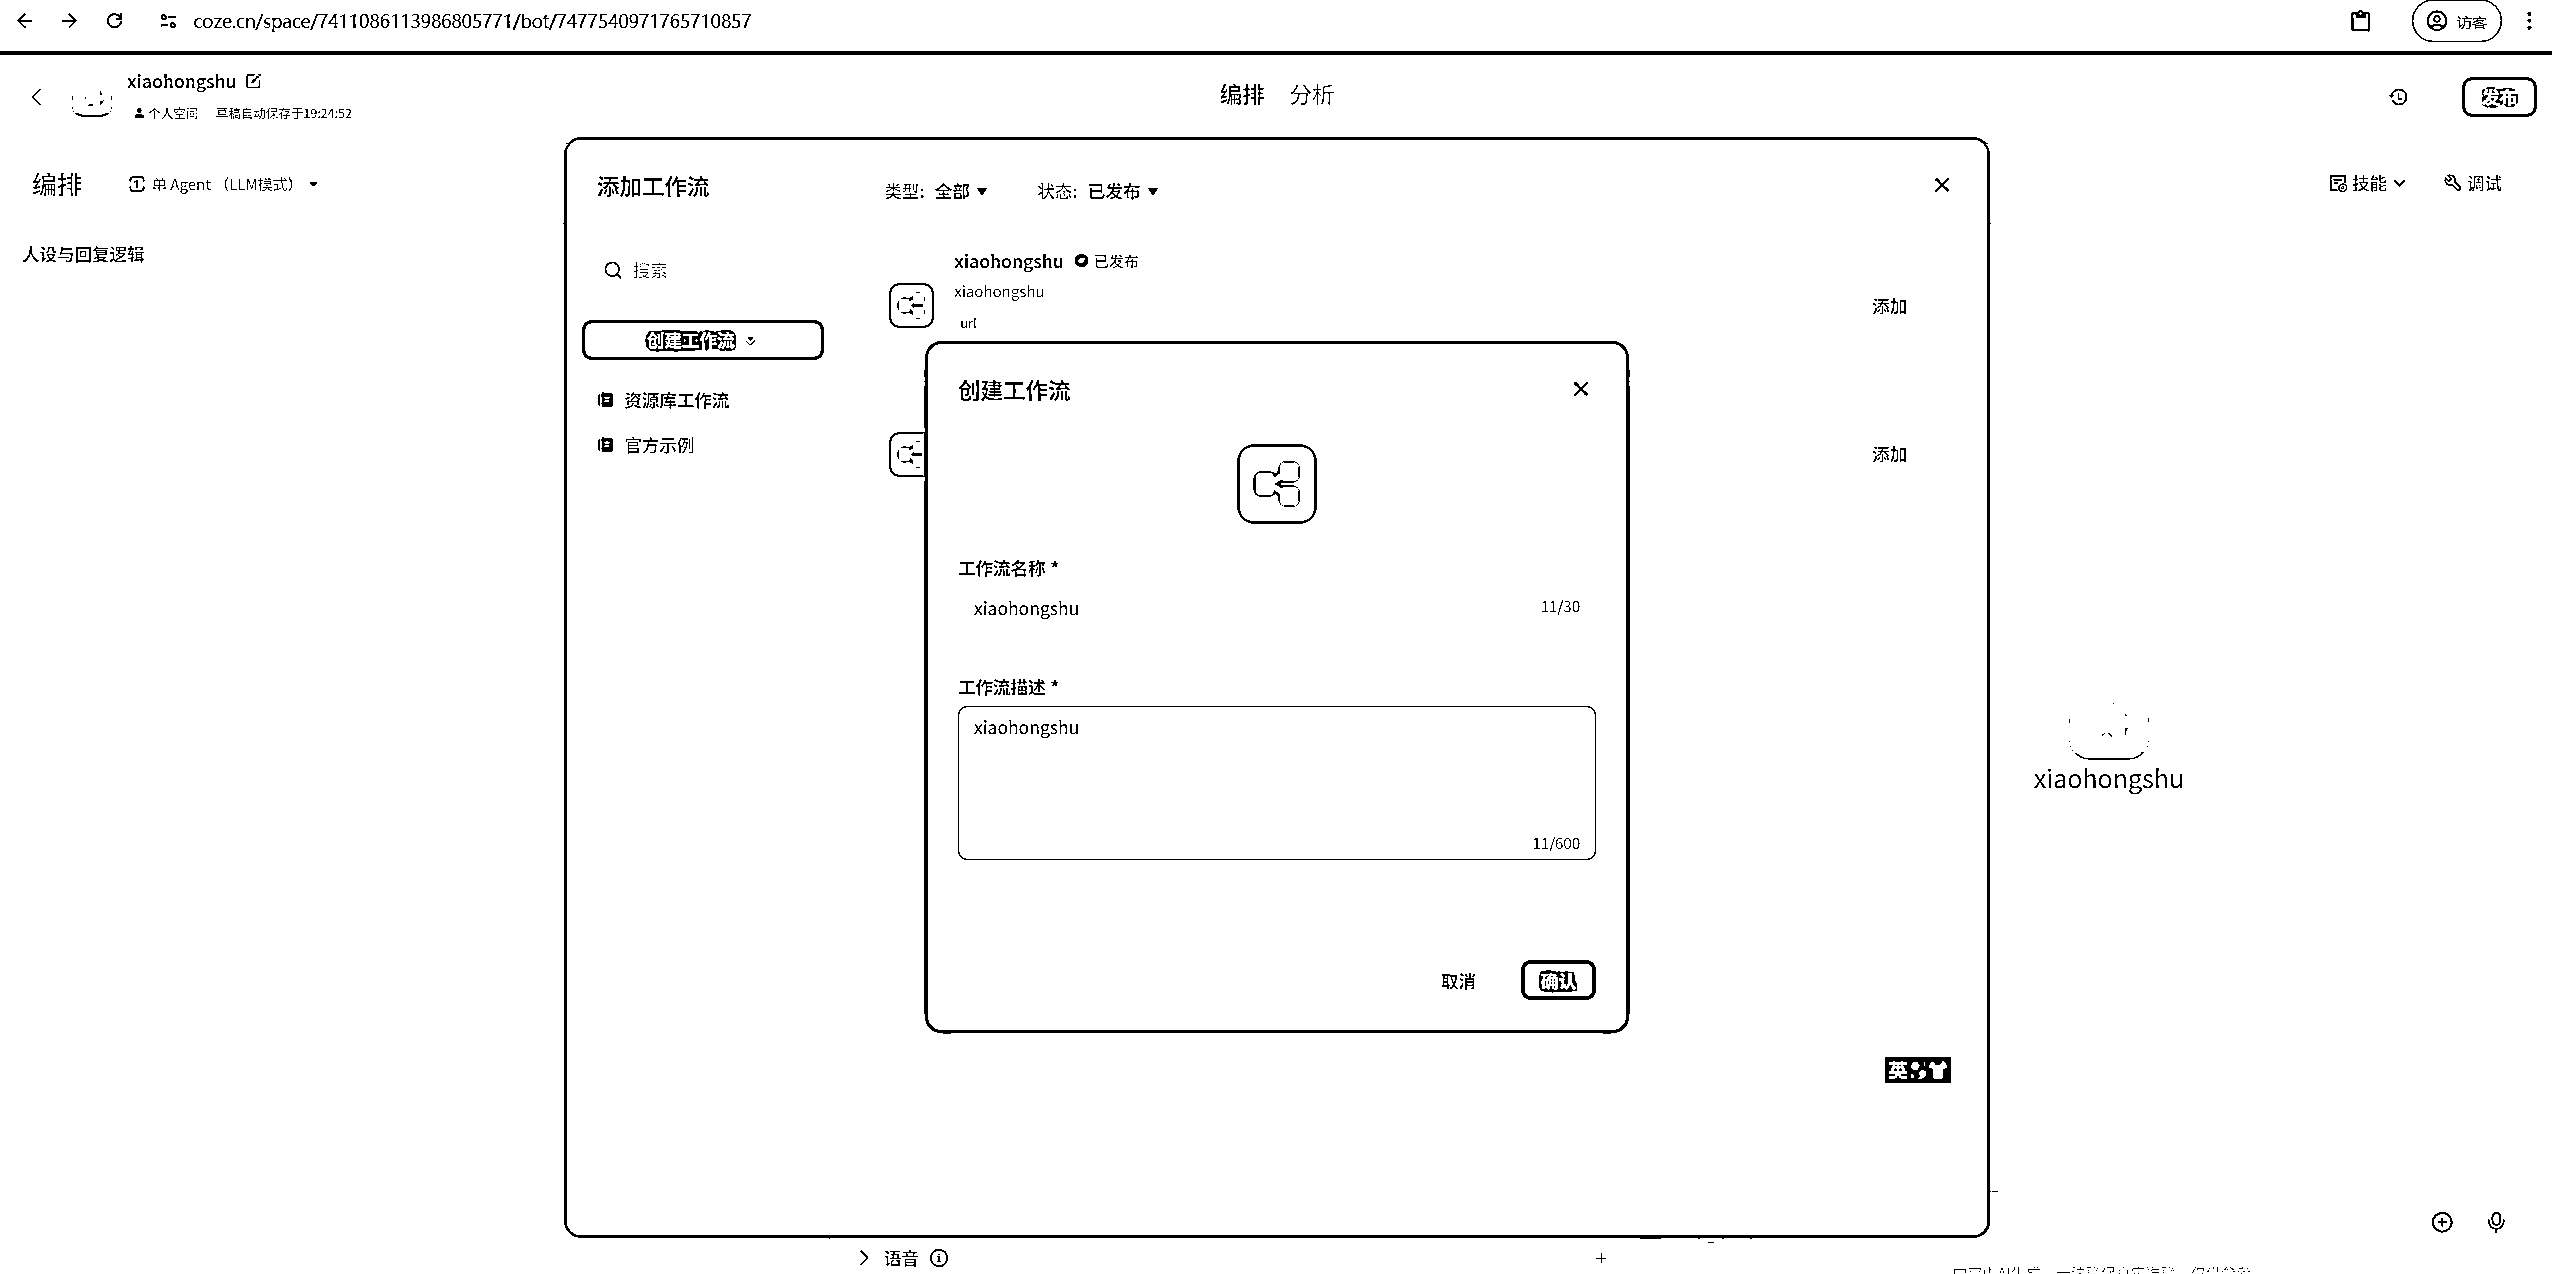 coze.cn/space/7411086113986805771/bot/7477540971765710857
访客
xiaohongshu
个人空间 草稿自动保存于19:24:52
编排 分析
发布
编排
单 Agent （LLM模式）
技能
调试
人设与回复逻辑
添加工作流
类型: 全部
状态: 已发布
搜索
创建工作流
资源库工作流
官方示例
xiaohongshu 已发布
xiaohongshu
url
添加
添加
创建工作流
工作流名称 *
xiaohongshu
11/30
工作流描述 *
xiaohongshu
11/600
取消
确认
xiaohongshu
英
语音